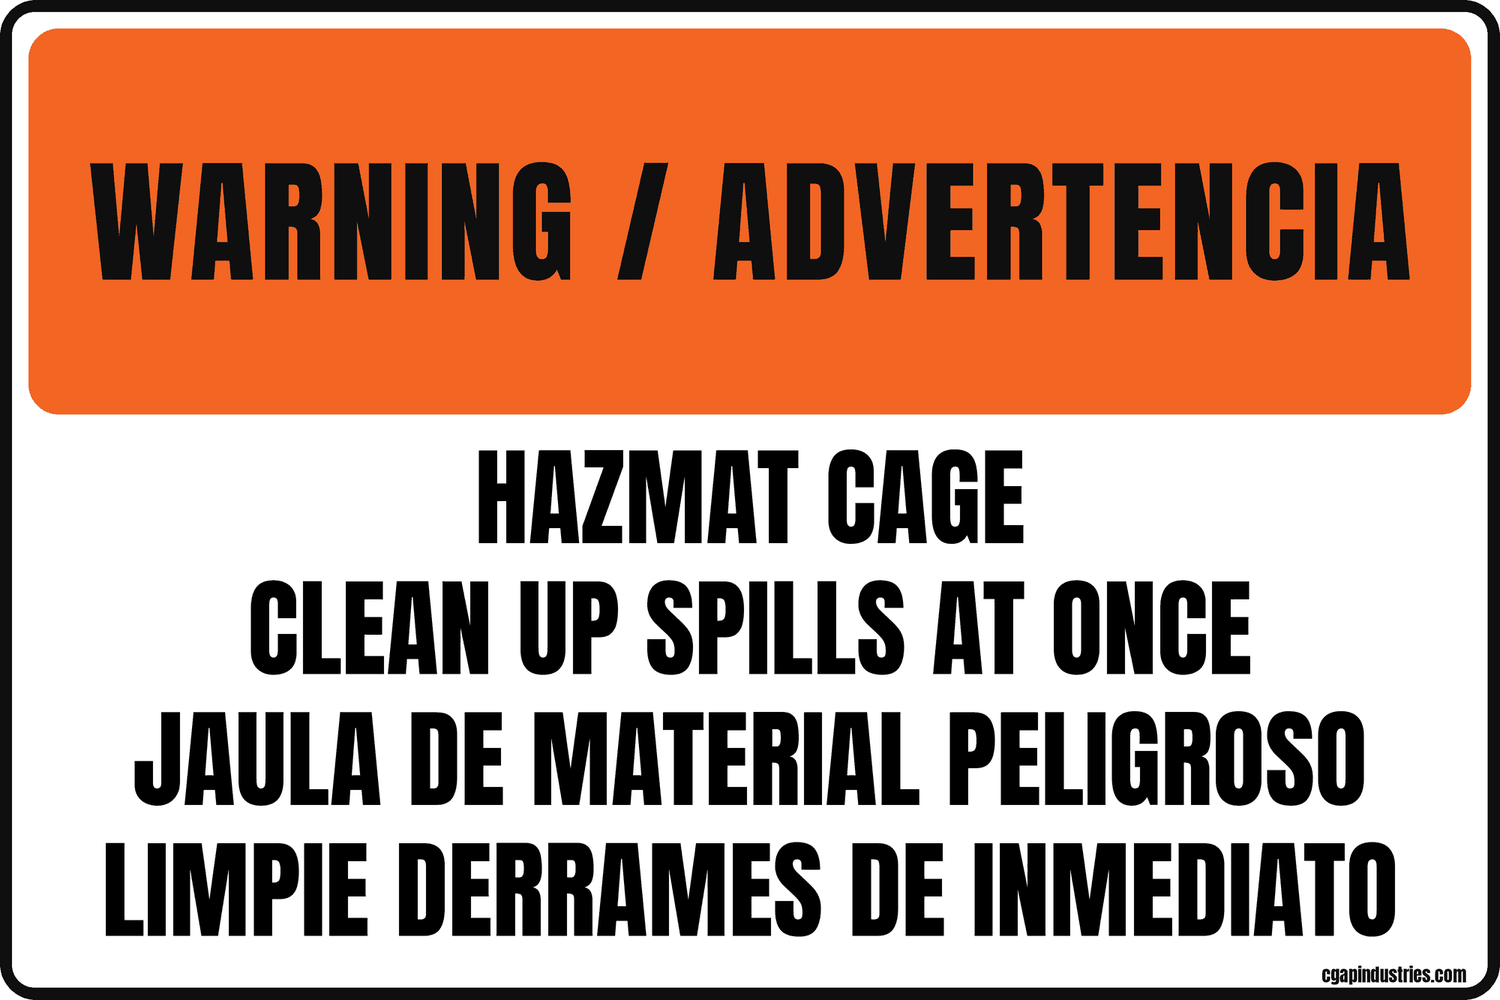 WARNING / ADVERTENCIA
HAZMAT CAGE
CLEAN UP SPILLS AT ONCE
JAULA DE MATERIAL PELIGROSO
LIMPIE DERRAMES DE INMEDIATO
cgapindustries.com